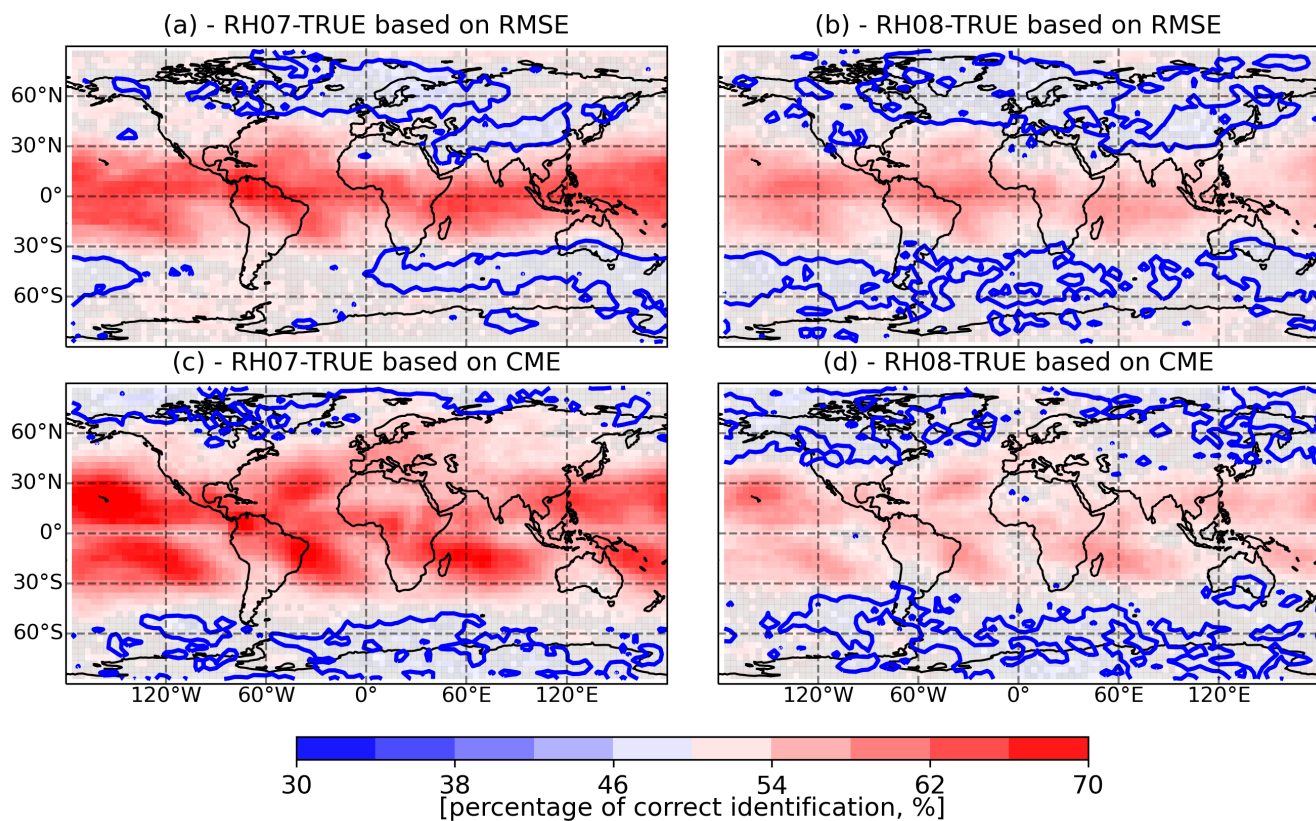 (a) - RH07-TRUE based on RMSE
(b) - RH08-TRUE based on RMSE
60°N
30°N
0°
30°S
60°S
(c) - RH07-TRUE based on CME
(d) - RH08-TRUE based on CME
60°N
30°N
0°
30°S
60°S
120°W 60°W 0° 60°E 120°E
120°W 60°W 0° 60°E 120°E
30 38 46 54 62 70
[percentage of correct identification, %]